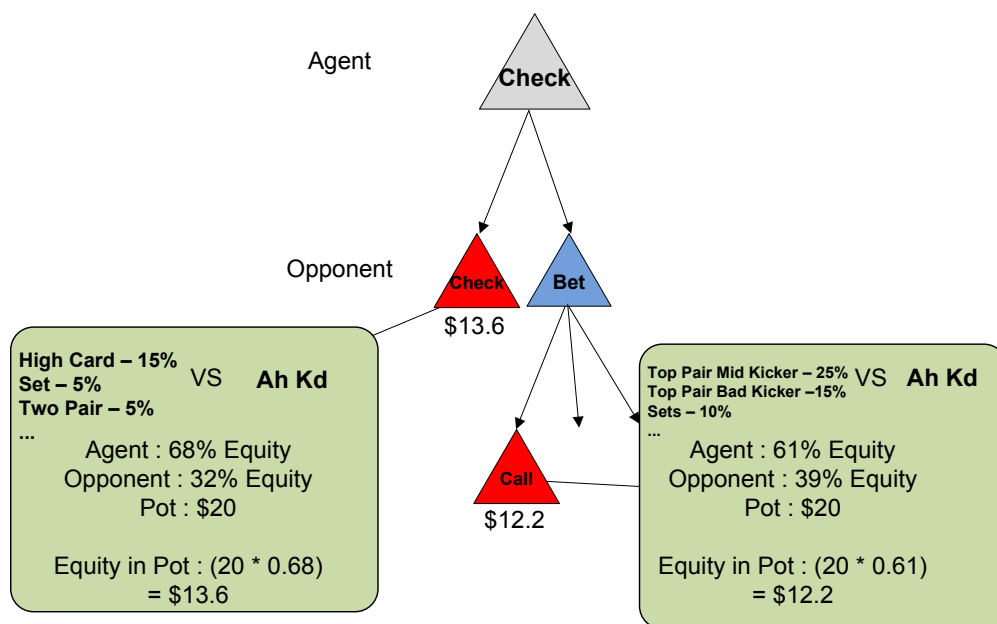 Agent
Check
Opponent
Check
Bet
$13.6
High Card – 15%
Set – 5%
Two Pair – 5%
...
VS
Ah Kd
Agent : 68% Equity
Opponent : 32% Equity
Pot : $20
Equity in Pot : (20 * 0.68)
= $13.6
Call
$12.2
Top Pair Mid Kicker – 25%
Top Pair Bad Kicker –15%
Sets – 10%
...
VS
Ah Kd
Agent : 61% Equity
Opponent : 39% Equity
Pot : $20
Equity in Pot : (20 * 0.61)
= $12.2